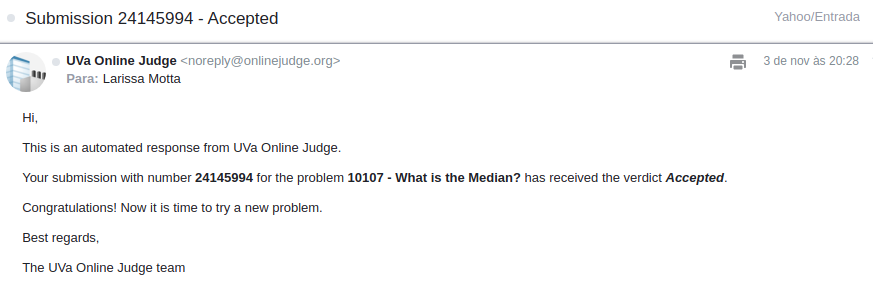 Submission 24145994 - Accepted
Yahoo/Entrada
UVa Online Judge <noreply@onlinejudge.org>
3 de nov às 20:28
Para: Larissa Motta
Hi,
This is an automated response from UVa Online Judge.
Your submission with number 24145994 for the problem 10107 - What is the Median? has received the verdict Accepted.
Congratulations! Now it is time to try a new problem.
Best regards,
The UVa Online Judge team